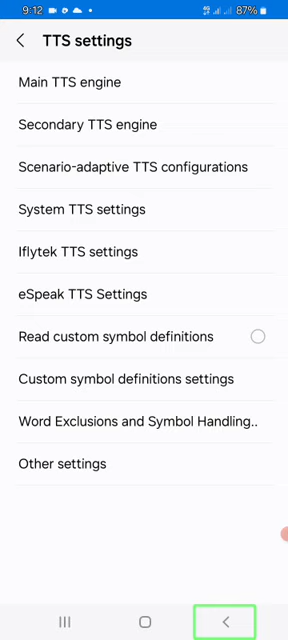 9:12
87%
TTS settings
Main TTS engine
Secondary TTS engine
Scenario-adaptive TTS configurations
System TTS settings
Iflytek TTS settings
eSpeak TTS Settings
Read custom symbol definitions
Custom symbol definitions settings
Word Exclusions and Symbol Handling..
Other settings